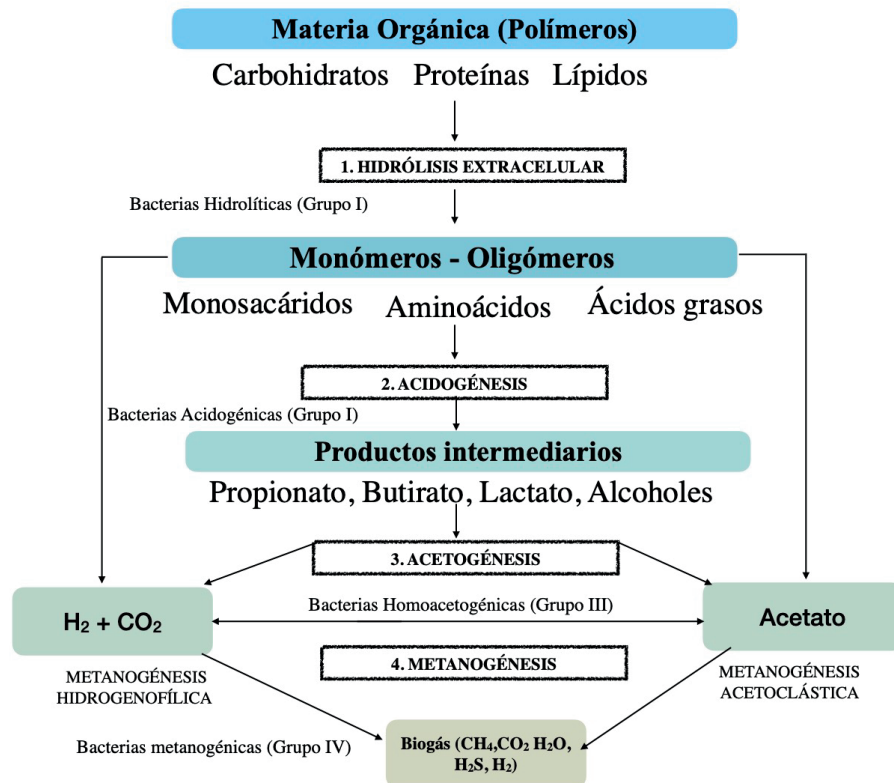 Materia Orgánica (Polímeros)
Carbohidratos Proteínas Lípidos
1. HIDRÓLISIS EXTRACELULAR
Bacterias Hidrolíticas (Grupo I)
Monómeros - Oligómeros
Monosacáridos Aminoácidos Ácidos grasos
2. ACIDOGÉNESIS
Bacterias Acidogénicas (Grupo I)
Productos intermediarios
Propionato, Butirato, Lactato, Alcoholes
3. ACETOGÉNESIS
H₂ + CO₂
Bacterias Homoacetogénicas (Grupo III)
Acetato
4. METANOGÉNESIS
METANOGÉNESIS
HIDROGENOFÍLICA
METANOGÉNESIS
ACETOCLÁSTICA
Bacterias metanogénicas (Grupo IV)
Biogás (CH₄,CO₂ H₂O,
H₂S, H₂)